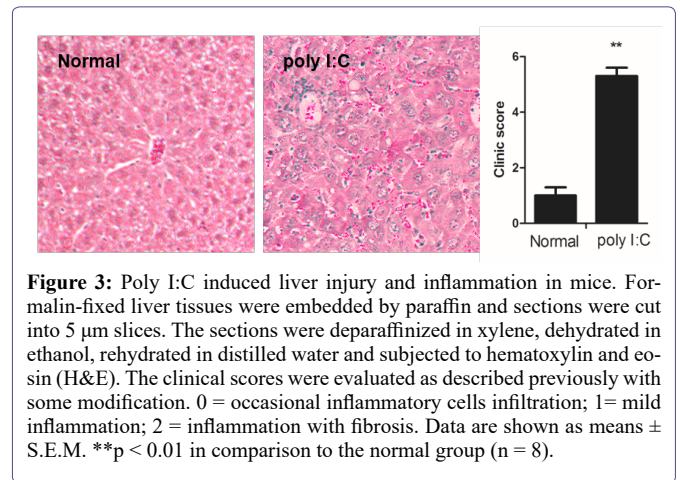 Normal
poly I:C
**
6
4
2
0
Clinic score
Normal
poly I:C
Figure 3: Poly I:C induced liver injury and inflammation in mice. For-
malin-fixed liver tissues were embedded by paraffin and sections were cut
into 5 μm slices. The sections were deparaffinized in xylene, dehydrated in
ethanol, rehydrated in distilled water and subjected to hematoxylin and eo-
sin (H&E). The clinical scores were evaluated as described previously with
some modification. 0 = occasional inflammatory cells infiltration; 1= mild
inflammation; 2 = inflammation with fibrosis. Data are shown as means ±
S.E.M. **p < 0.01 in comparison to the normal group (n = 8).